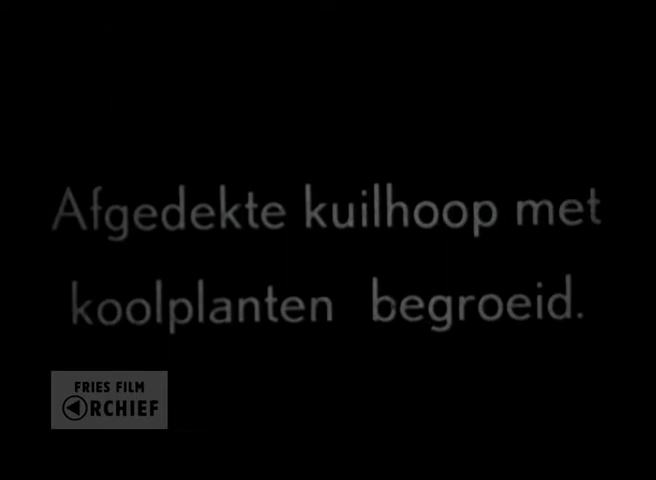 Afgedekte kuilhoop met
koolplanten begroeid.
FRIES FILM
ARCHIEF